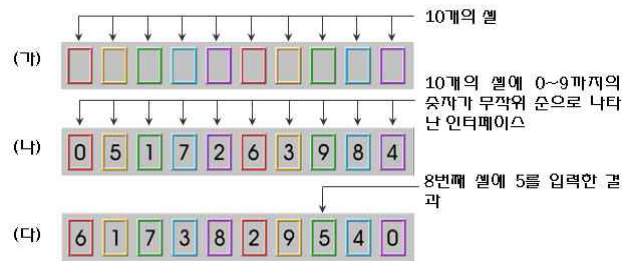 10개의 셀
(가)
10개의 셀에 0~9까지의
숫자가 무작위 순으로 나타
난 인터페이스
(나) 0 5 1 7 2 6 3 9 8 4
8번째 셀에 5를 입력한 결
과
(다) 6 1 7 3 8 2 9 5 4 0